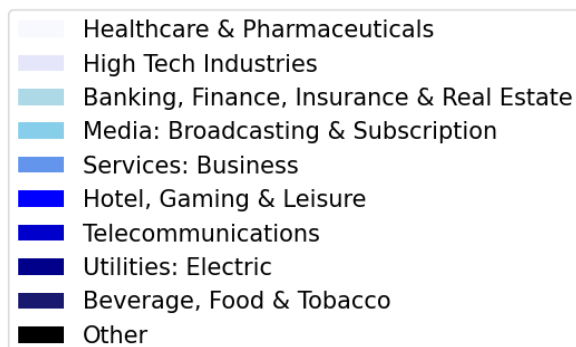 Healthcare & Pharmaceuticals
High Tech Industries
Banking, Finance, Insurance & Real Estate
Media: Broadcasting & Subscription
Services: Business
Hotel, Gaming & Leisure
Telecommunications
Utilities: Electric
Beverage, Food & Tobacco
Other